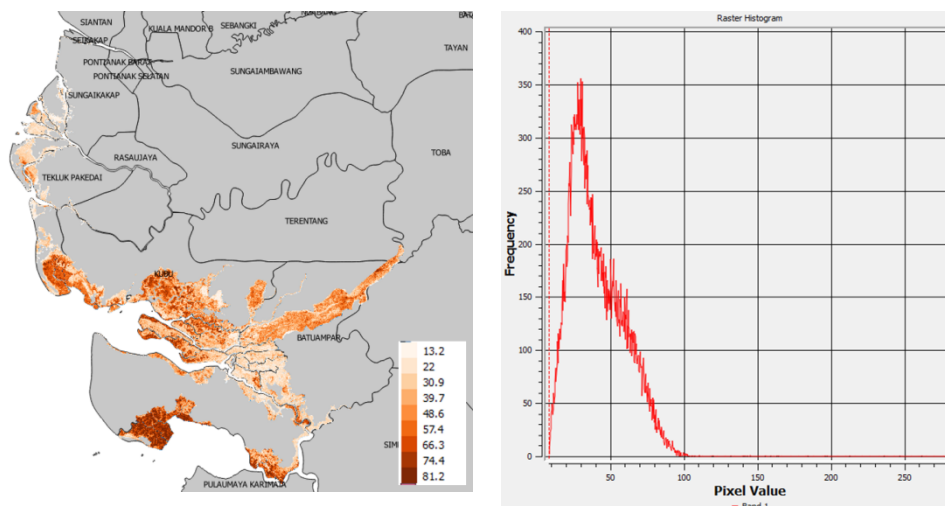 SIANTAN
SEBANGKI
TAYAN
KUALA MANDOR B
PONTIANAK BARAT
PONTIANAK SELATAN
SUNGAIAMBAWANG
SUNGAIKAKAP
RASAUJAYA
SUNGAIRAYA
TOBA
TEKLUK PAKEDAI
TERENTANG
KUBU
BATUAMPAR
SIM
PULAUMAYA KARIMATA
13.2
22
30.9
39.7
48.6
57.4
66.3
74.4
81.2
Raster Histogram
Frequency
400
350
300
250
200
150
100
50
0
50
100
150
200
250
Pixel Value
Band 1